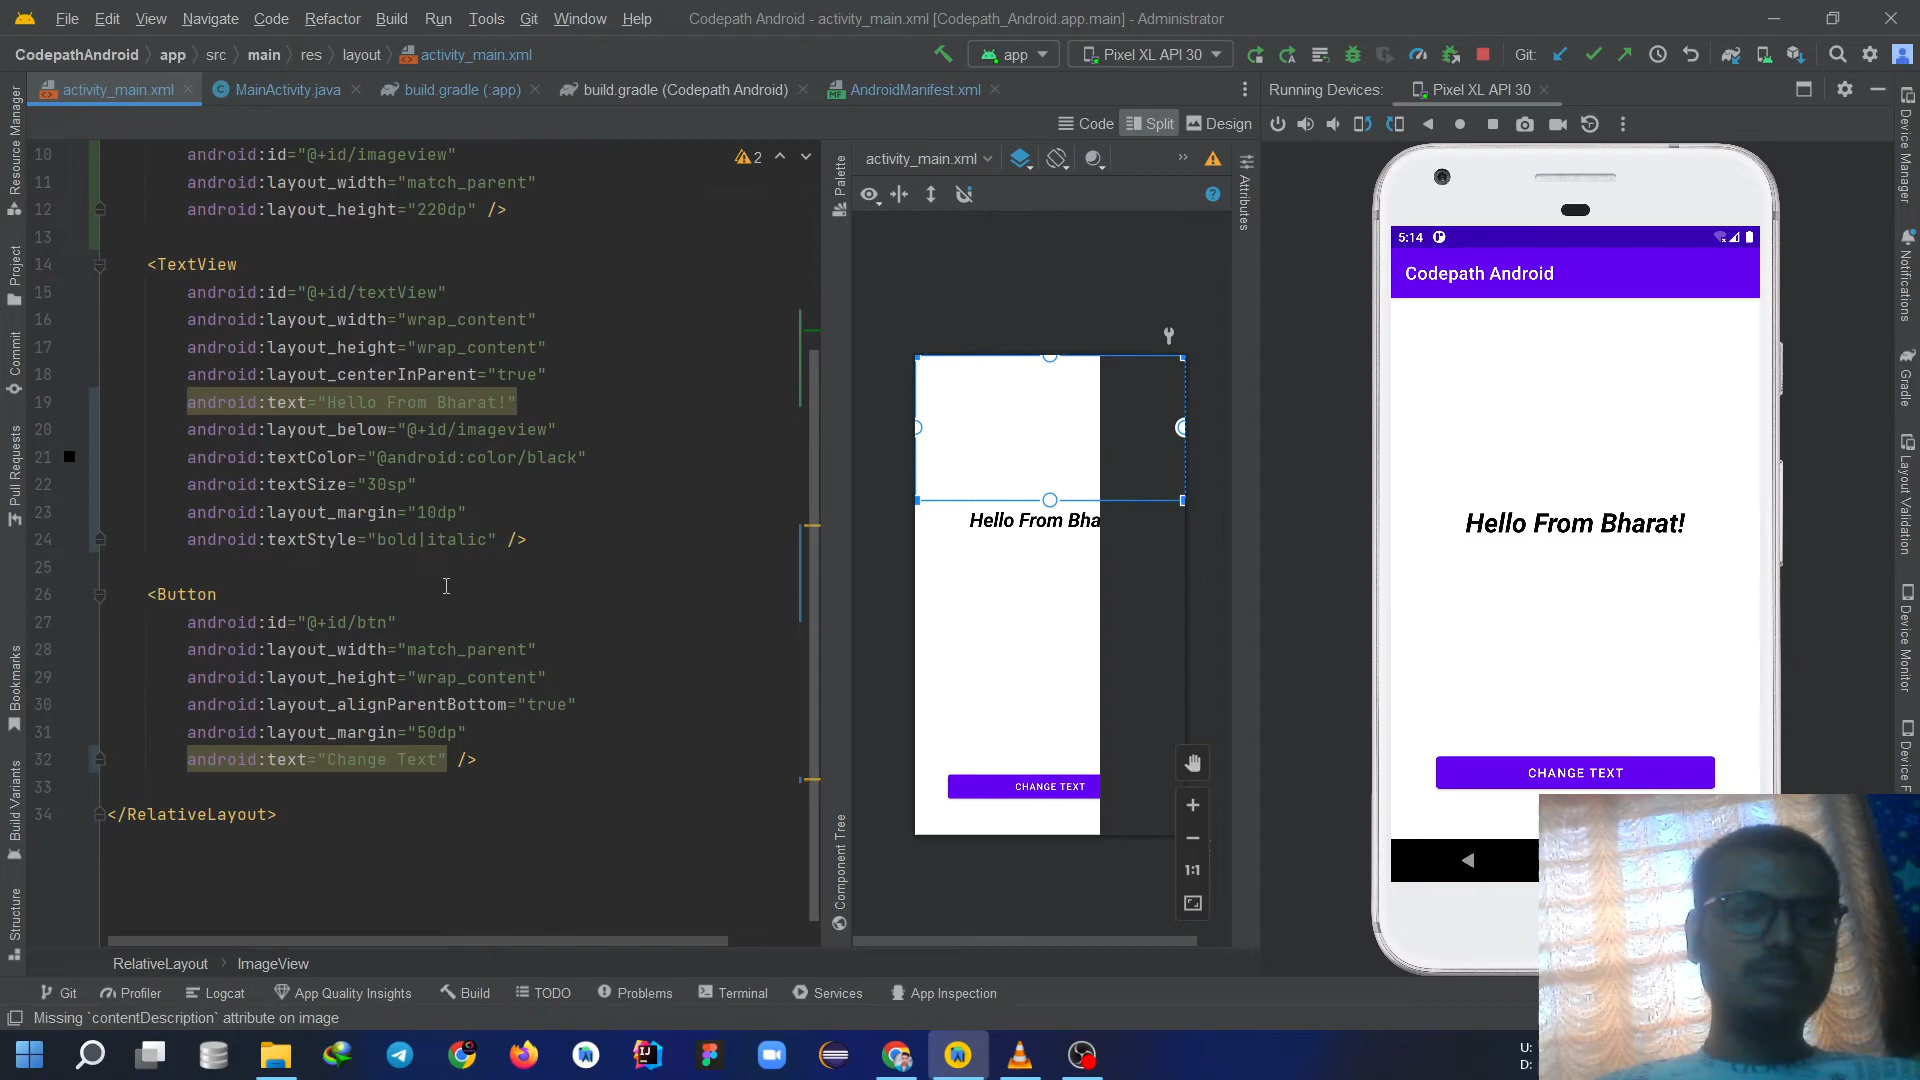 File Edit View Navigate Code Refactor Build Run Tools Git Window Help Codepath Android - activity_main.xml [Codepath_Android.app.main] - Administrator
CodepathAndroid app src main res layout activity_main.xml app Pixel XL API 30 Git:
activity_main.xml MainActivity.java build.gradle (:app) build.gradle (Codepath Android) AndroidManifest.xml Running Devices: Pixel XL API 30
Code Split Design
activity_main.xml
2
10 android:id="@+id/imageview"
11 android:layout_width="match_parent"
12 android:layout_height="220dp" />
13
14 <TextView
15 android:id="@+id/textView"
16 android:layout_width="wrap_content"
17 android:layout_height="wrap_content"
18 android:layout_centerInParent="true"
19 android:text="Hello From Bharat!"
20 android:layout_below="@+id/imageview"
21 android:textColor="@android:color/black"
22 android:textSize="30sp"
23 android:layout_margin="10dp"
24 android:textStyle="bold|italic" />
25
26 <Button
27 android:id="@+id/btn"
28 android:layout_width="match_parent"
29 android:layout_height="wrap_content"
30 android:layout_alignParentBottom="true"
31 android:layout_margin="50dp"
32 android:text="Change Text" />
33
34 </RelativeLayout>
Resource Manager
Project
Commit
Pull Requests
Bookmarks
Build Variants
Structure
Palette
Component Tree
Attributes
Hello From Bha
CHANGE TEXT
1:1
5:14
Codepath Android
Hello From Bharat!
CHANGE TEXT
Device Manager
Notifications
Gradle
Layout Validation
Device Monitor
Device F
RelativeLayout ImageView
Git Profiler Logcat App Quality Insights Build TODO Problems Terminal Services App Inspection
Missing `contentDescription` attribute on image
U:
D: